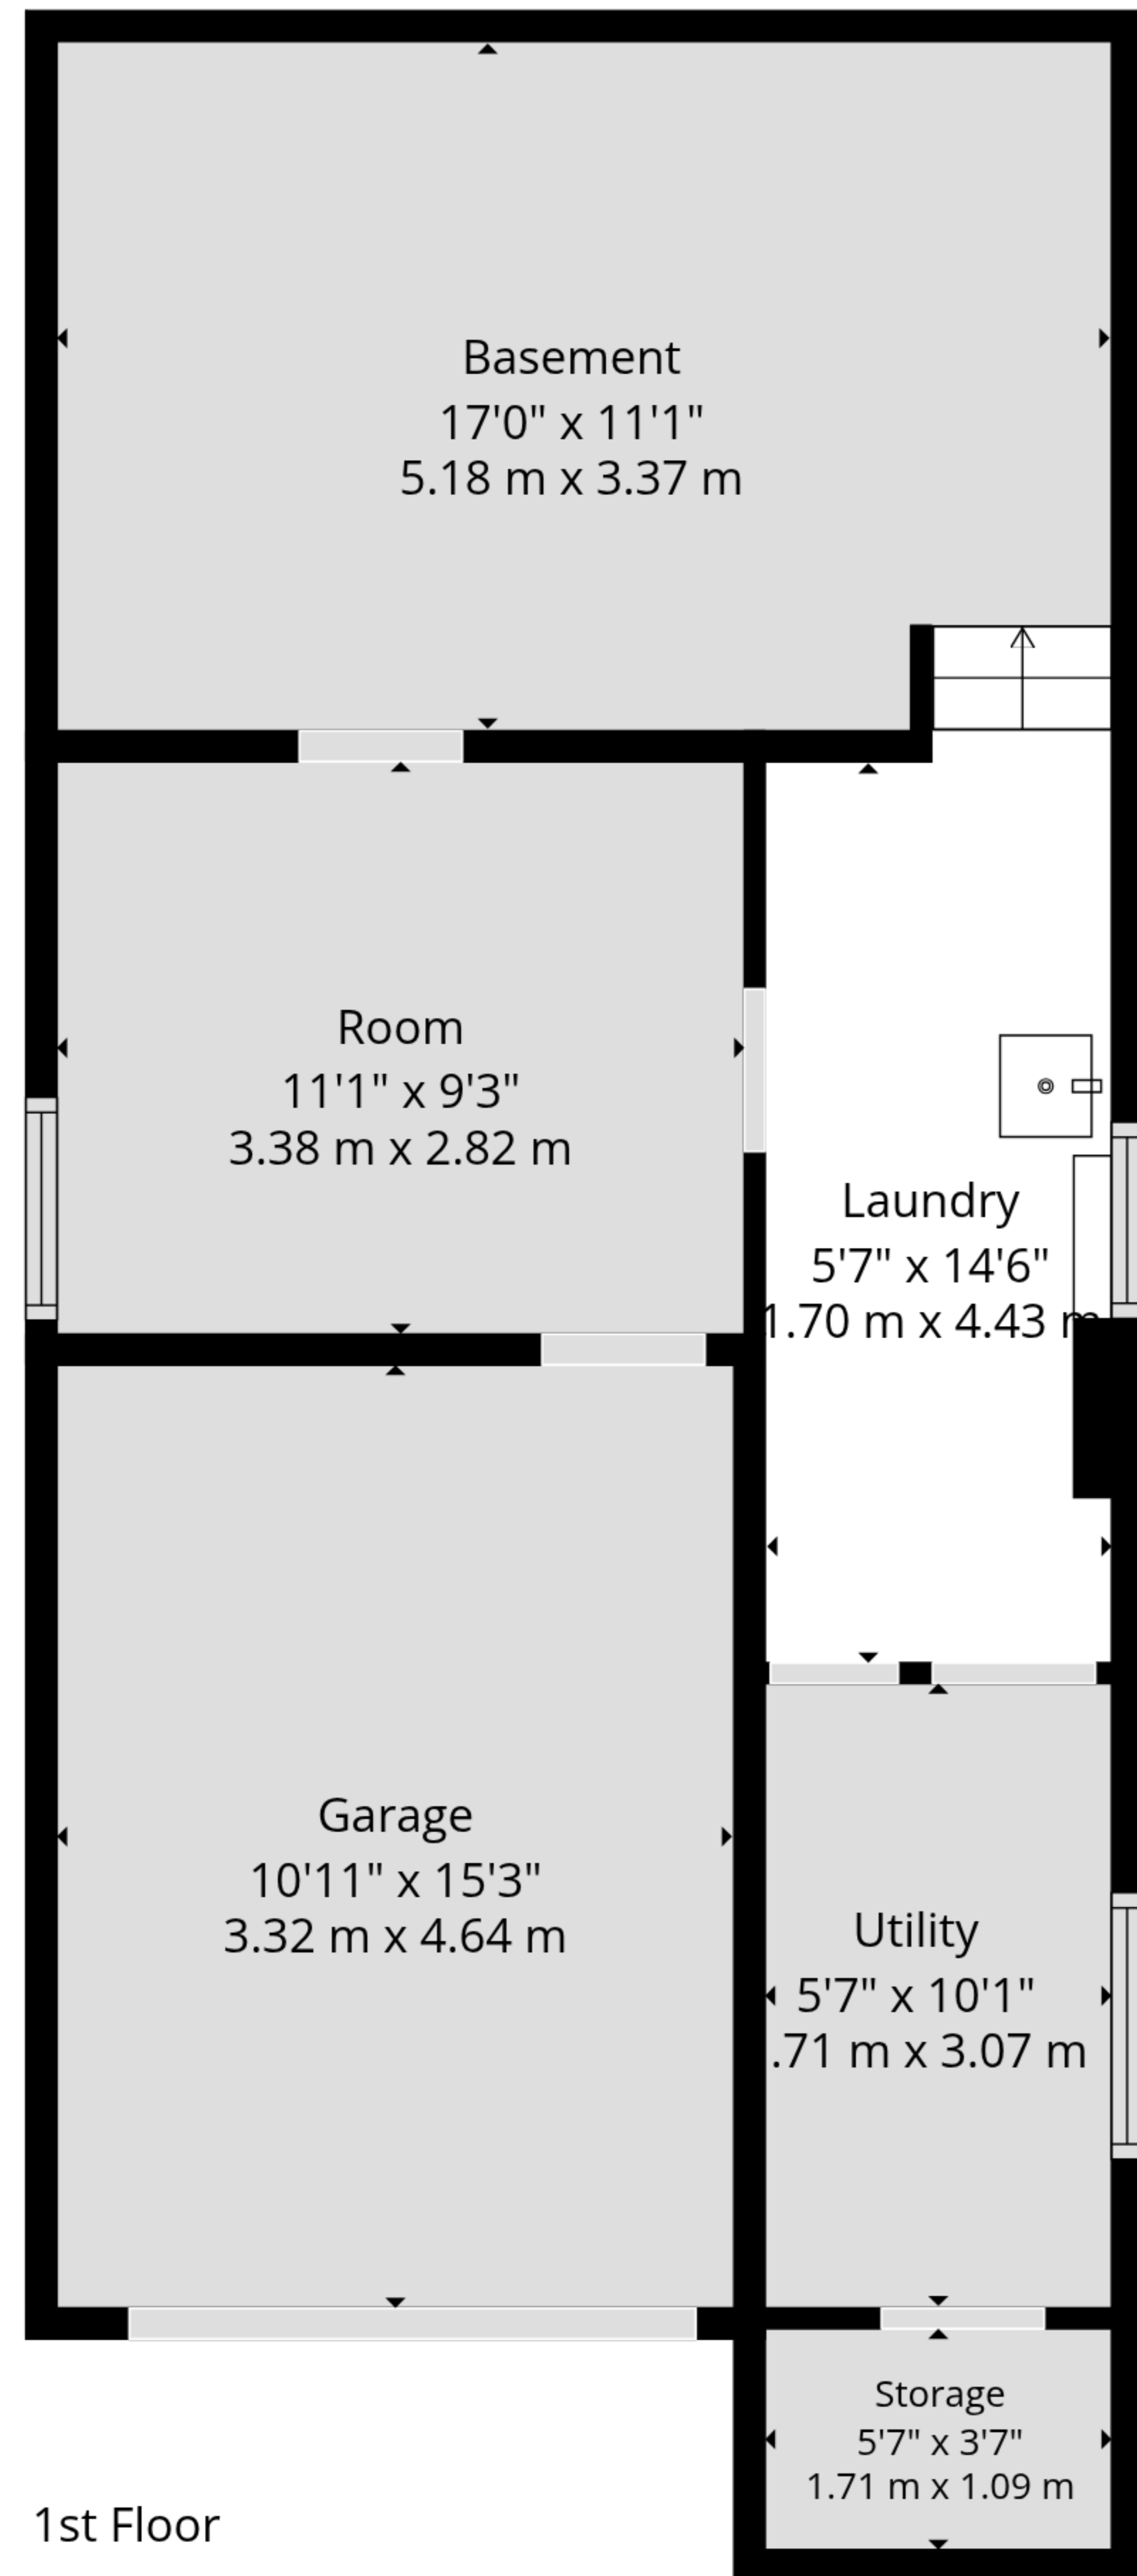 Basement
17'0" x 11'1"
5.18 m x 3.37 m
Room
11'1" x 9'3"
3.38 m x 2.82 m
Laundry
5'7" x 14'6"
1.70 m x 4.43 m
Garage
10'11" x 15'3"
3.32 m x 4.64 m
Utility
5'7" x 10'1"
.71 m x 3.07 m
Storage
5'7" x 3'7"
1.71 m x 1.09 m
1st Floor